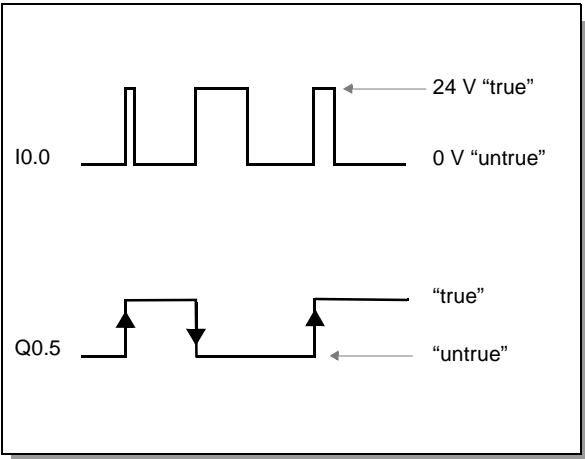 24 V “true”
I0.0
0 V “untrue”
“true”
Q0.5
“untrue”